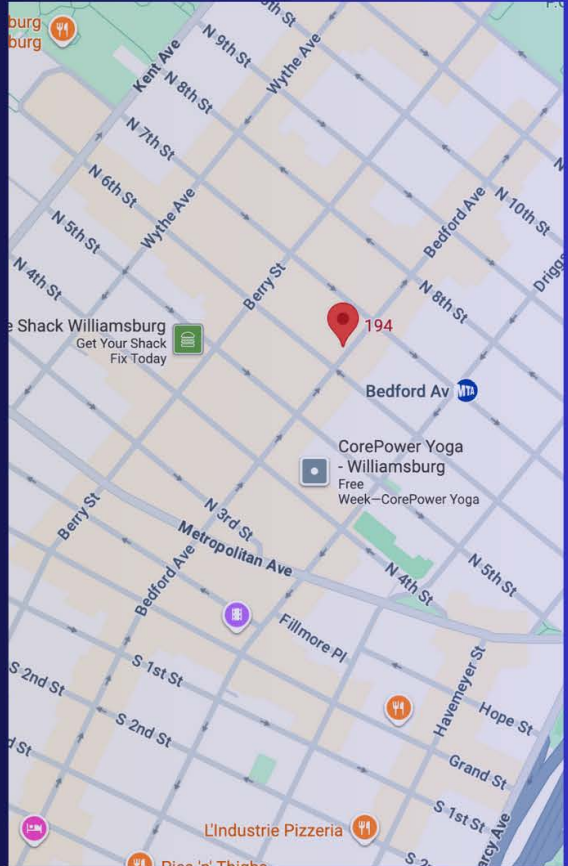 burg
burg
Kent Ave
N 9th St
Wythe Ave
N 8th St
N 7th St
N 6th St
Wythe Ave
N 5th St
N 4th St
Berry St
Bedford Ave
N 10th St
N 8th St
194
e Shack Williamsburg
Get Your Shack
Fix Today
Bedford Av MTA
CorePower Yoga
- Williamsburg
Free
Week—CorePower Yoga
Berry St
N 3rd St
Metropolitan Ave
Bedford Ave
N 4th St
N 5th St
Fillmore Pl
S 1st St
S 2nd St
S 2nd St
Havemeyer St
Hope St
Grand St
S 1st St
L'Industrie Pizzeria